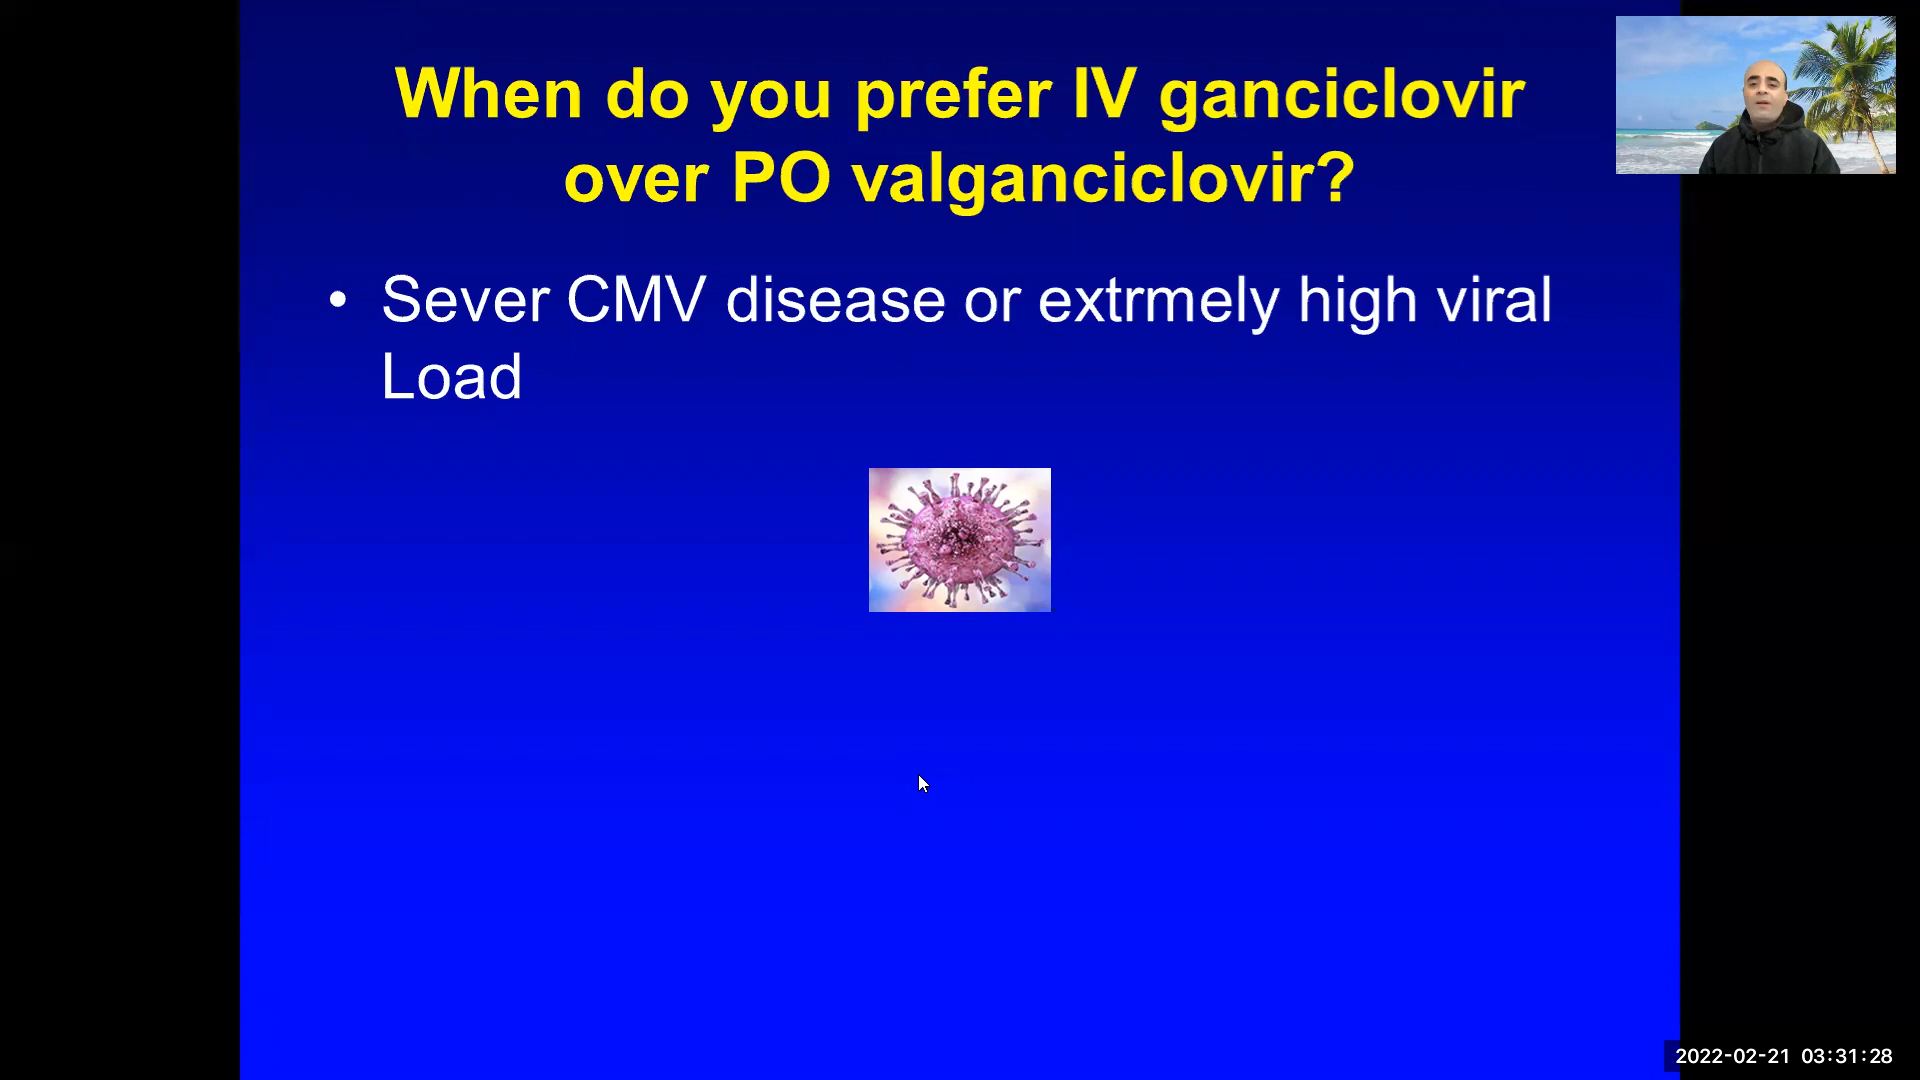 When do you prefer IV ganciclovir
over PO valganciclovir?
• Sever CMV disease or extrmely high viral
Load
2022-02-21 03:31:28